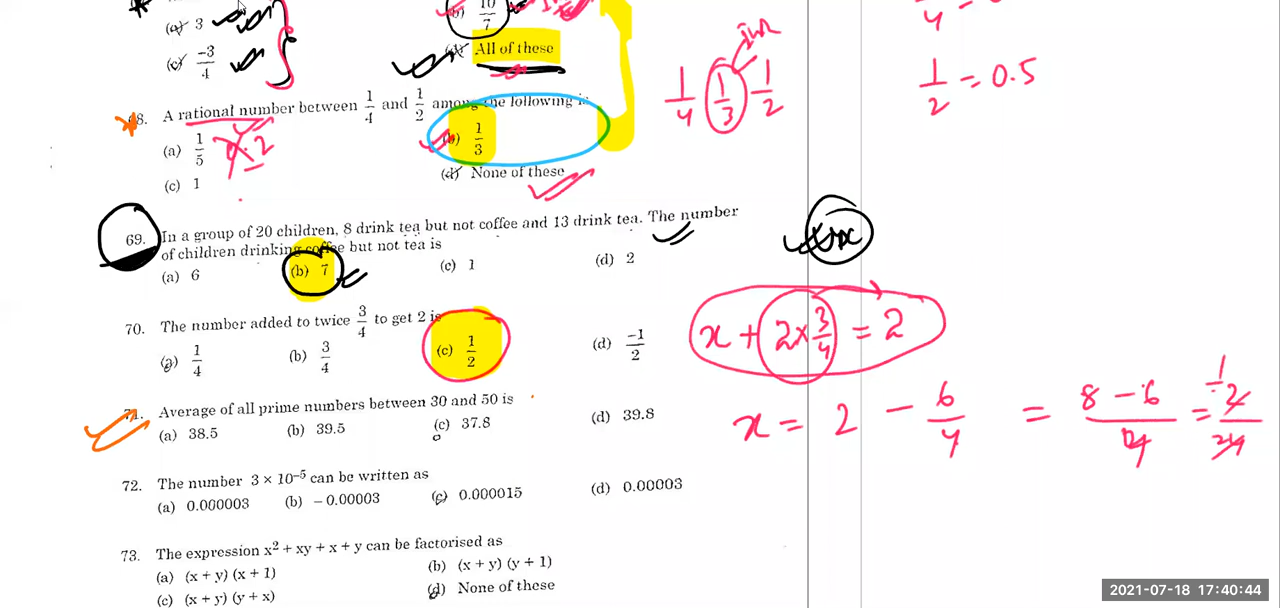 (a) 3
(b) 10/7
(c) -3/4
(d) All of these
68. A rational number between 1/4 and 1/2 among the following is
(a) 1/5
0.2
(b) 1/3
(c) 1
(d) None of these
1/4 1/3 1/2
1/2 = 0.5
69. In a group of 20 children, 8 drink tea but not coffee and 13 drink tea. The number
of children drinking coffee but not tea is
(a) 6 (b) 7 (c) 1 (d) 2
70. The number added to twice 3/4 to get 2 is
(a) 1/4 (b) 3/4 (c) 1/2 (d) -1/2
x + 2 × 3/4 = 2
x = 2 - 6/4 = 8 - 6/4 = 2/4
71. Average of all prime numbers between 30 and 50 is
(a) 38.5 (b) 39.5 (c) 37.8 (d) 39.8
72. The number 3 × 10⁻⁵ can be written as
(a) 0.000003 (b) – 0.00003 (c) 0.000015 (d) 0.00003
73. The expression x² + xy + x + y can be factorised as
(a) (x + y) (x + 1) (b) (x + y) (y + 1)
(c) (x + y) (y + x) (d) None of these
2021-07-18 17:40:44